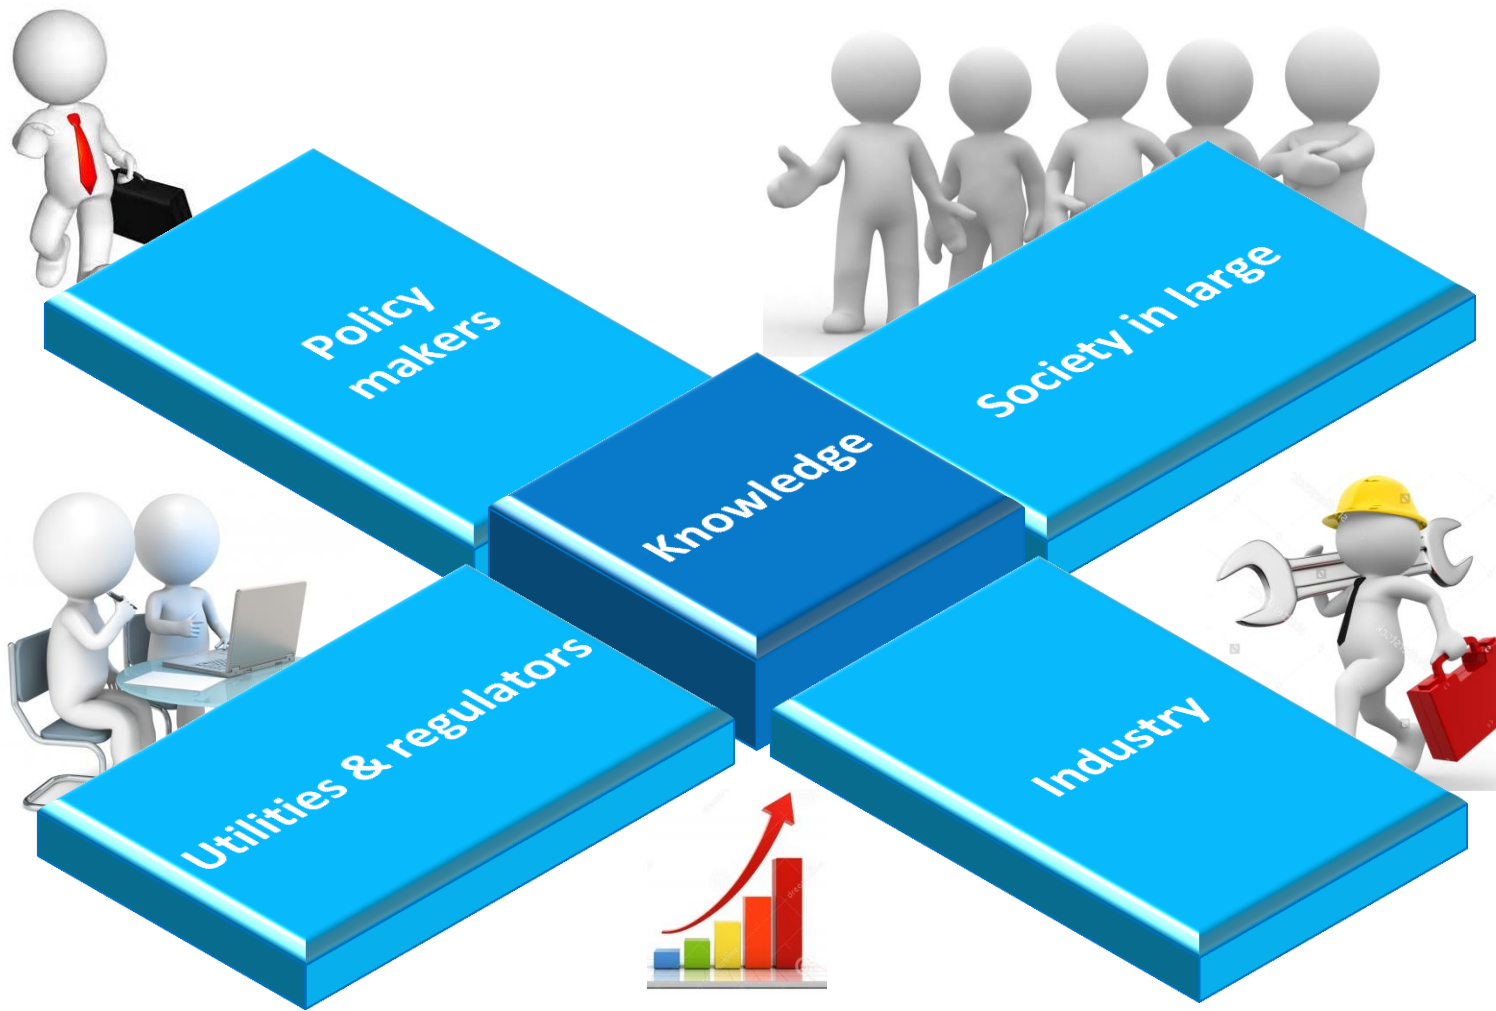 Policy
makers
Society in large
Knowledge
Utilities & regulators
Industry